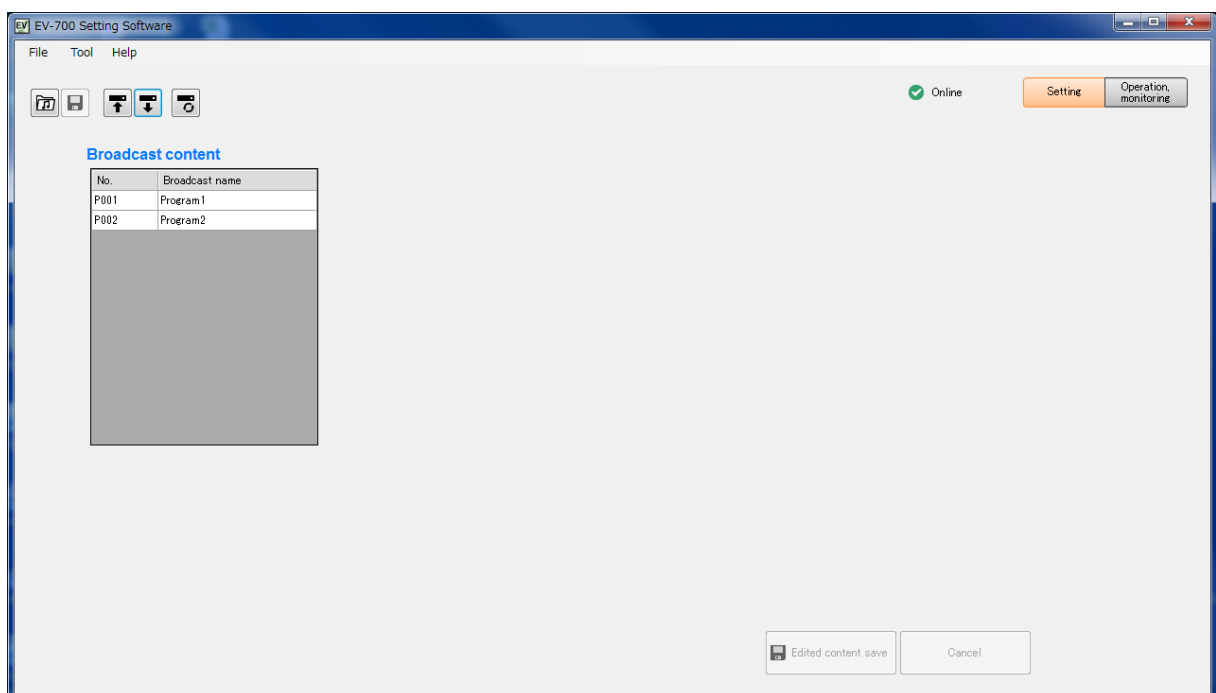 EV EV-700 Setting Software
File Tool Help
Online
Setting
Operation,
monitoring
Broadcast content
No. Broadcast name
P001 Program1
P002 Program2
Edited content save
Cancel